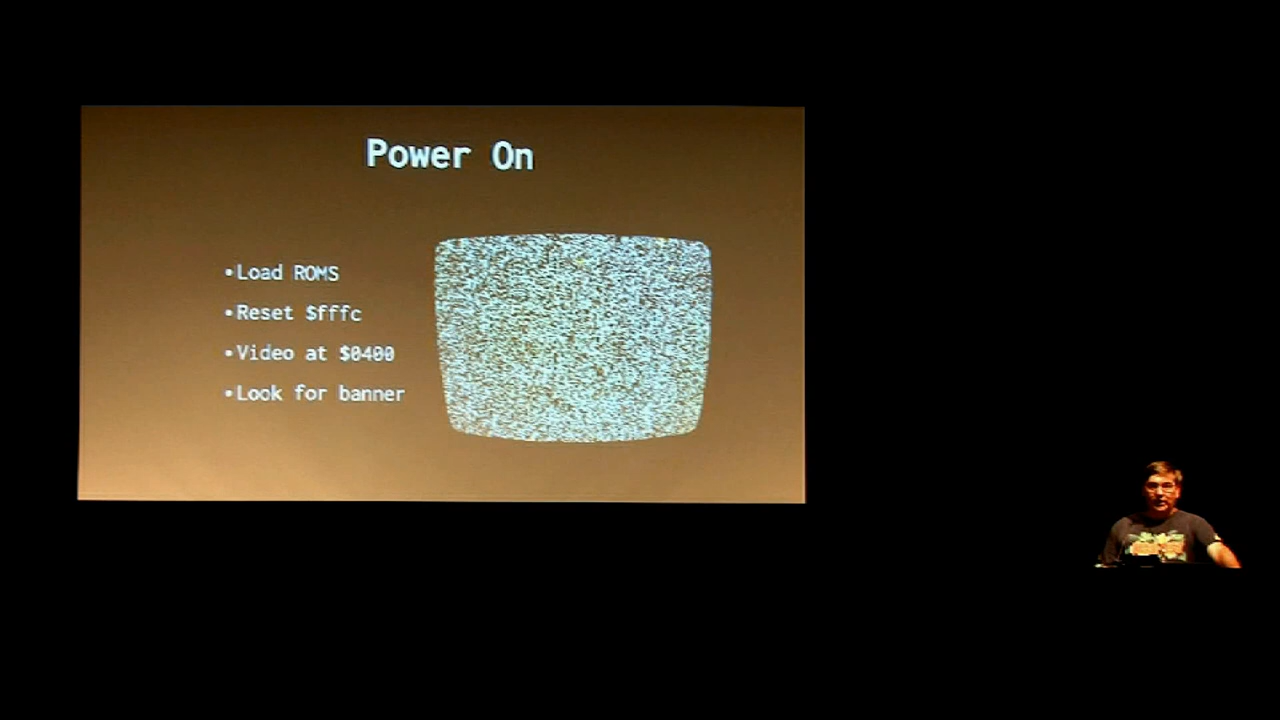 Power On
•Load ROMS
•Reset $fffc
•Video at $0400
•Look for banner